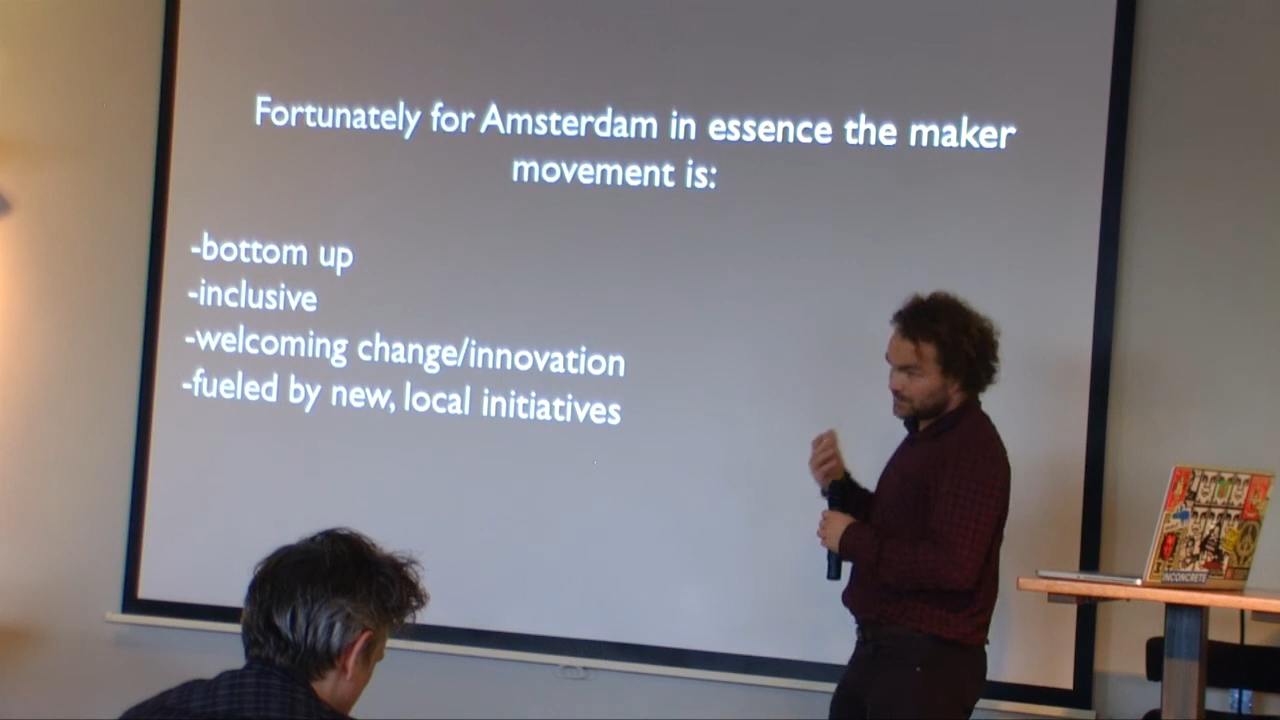 Fortunately for Amsterdam in essence the maker
movement is:
-bottom up
-inclusive
-welcoming change/innovation
-fueled by new, local initiatives
INCONCRETE